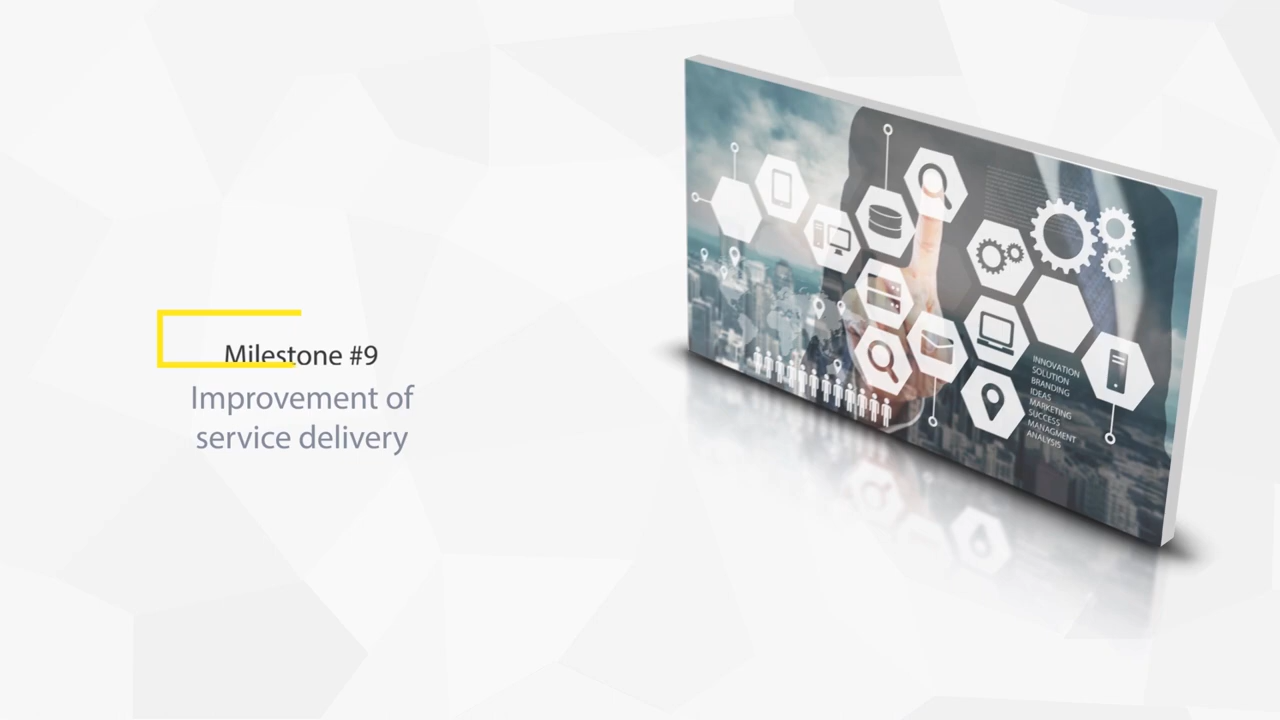 Milestone #9
Improvement of
service delivery
INNOVATION
SOLUTION
BRANDING
IDEAS
MARKETING
SUCCESS
MANAGMENT
ANALYSIS